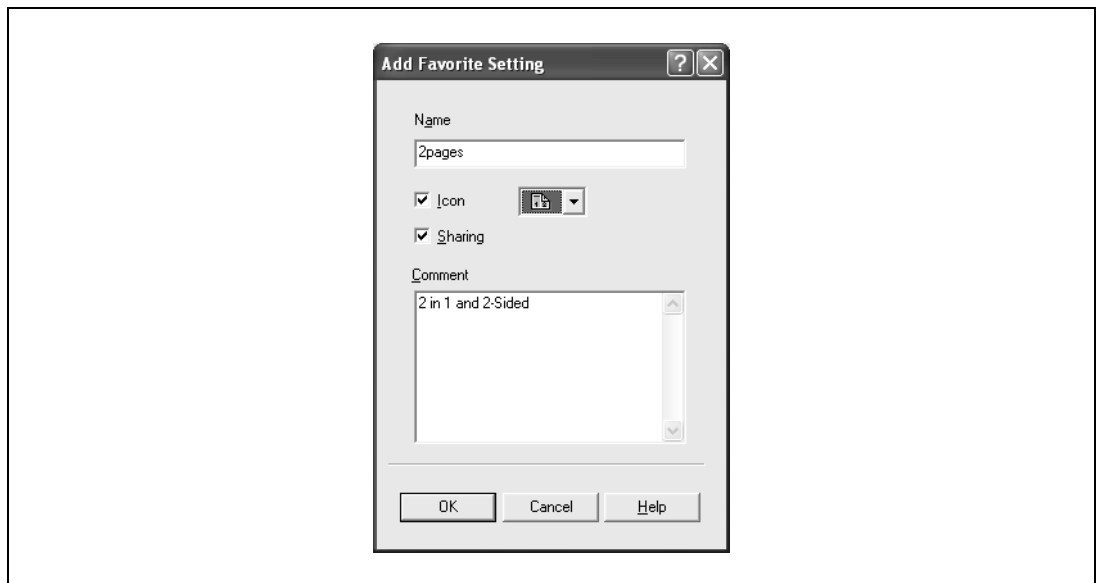 Add Favorite Setting
Name
2pages
Icon
Sharing
Comment
2 in 1 and 2-Sided
OK Cancel Help